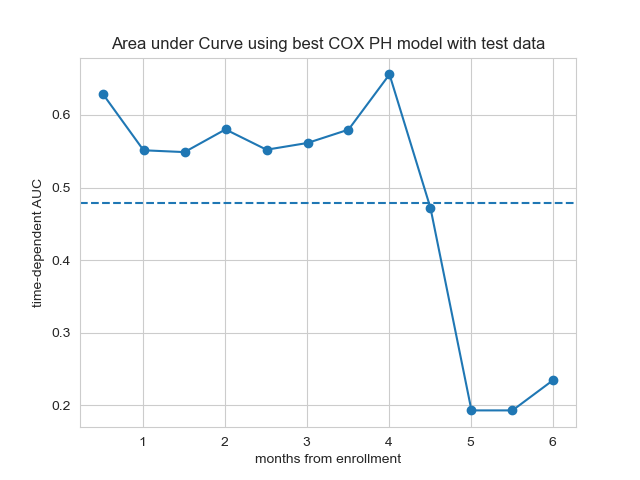 Area under Curve using best COX PH model with test data
time-dependent AUC
0.6
0.5
0.4
0.3
0.2
1 2 3 4 5 6
months from enrollment